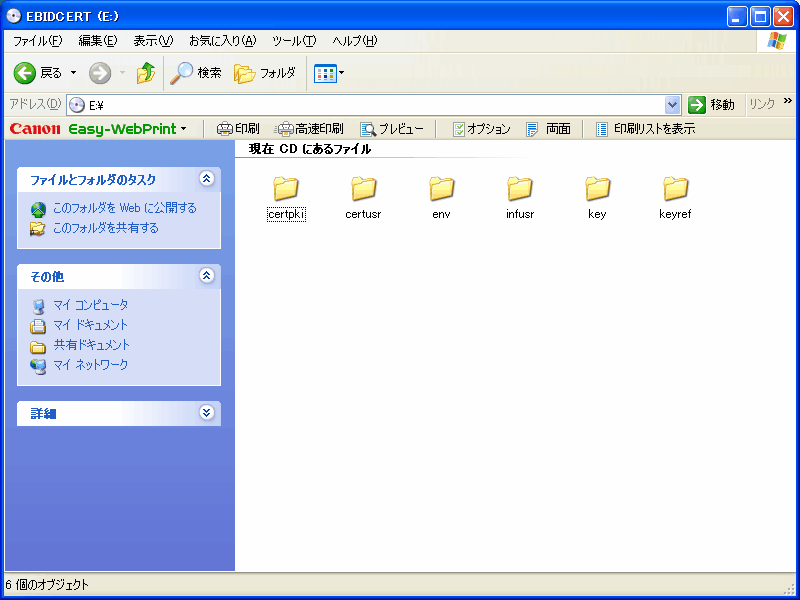 EBIDCERT (E:)
ファイル(F) 編集(E) 表示(V) お気に入り(A) ツール(T) ヘルプ(H)
戻る 検索 フォルダ
アドレス(D) E:¥ 移動 リンク »
Canon Easy-WebPrint 印刷 高速印刷 プレビュー オプション 両面 印刷リストを表示
現在 CD にあるファイル
ファイルとフォルダのタスク
このフォルダを Web に公開する
このフォルダを共有する
その他
マイ コンピュータ
マイ ドキュメント
共有ドキュメント
マイ ネットワーク
詳細
certpki certusr env infusr key keyref
6 個のオブジェクト